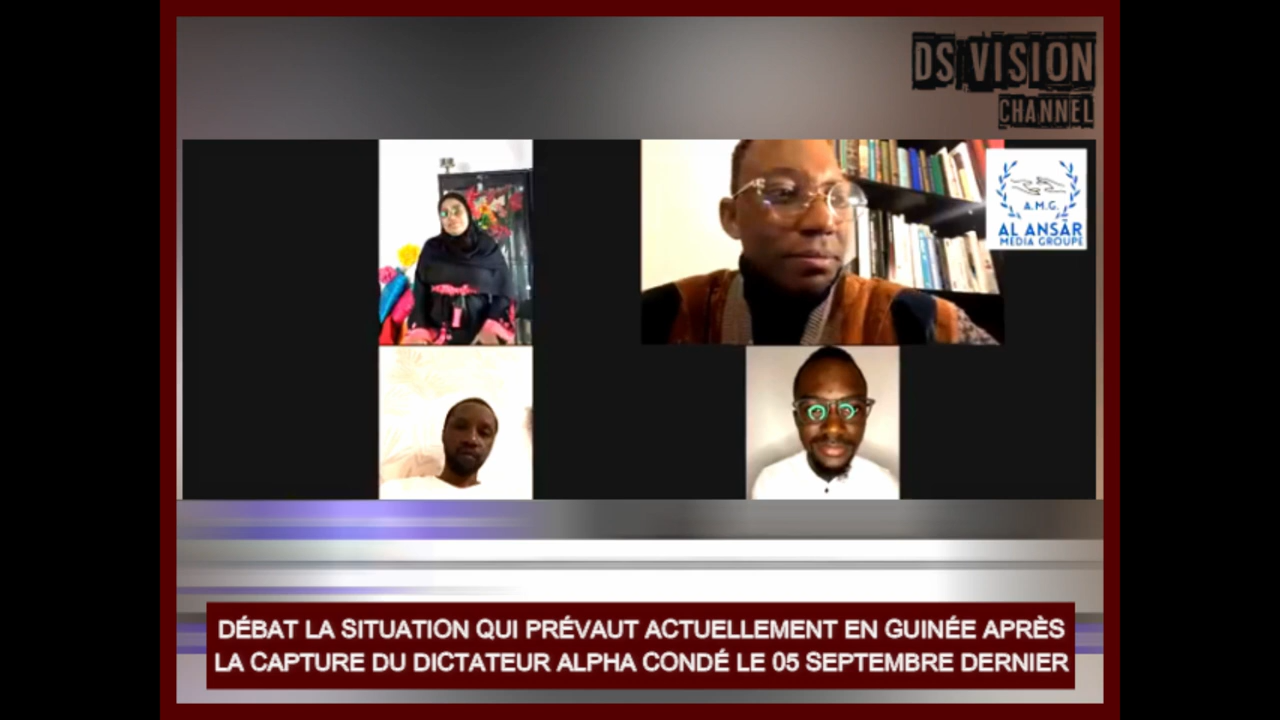 DS VISION
CHANNEL
A.M.G.
AL ANSĀR
MEDIA GROUPE
DÉBAT LA SITUATION QUI PRÉVAUT ACTUELLEMENT EN GUINÉE APRÈS
LA CAPTURE DU DICTATEUR ALPHA CONDÉ LE 05 SEPTEMBRE DERNIER